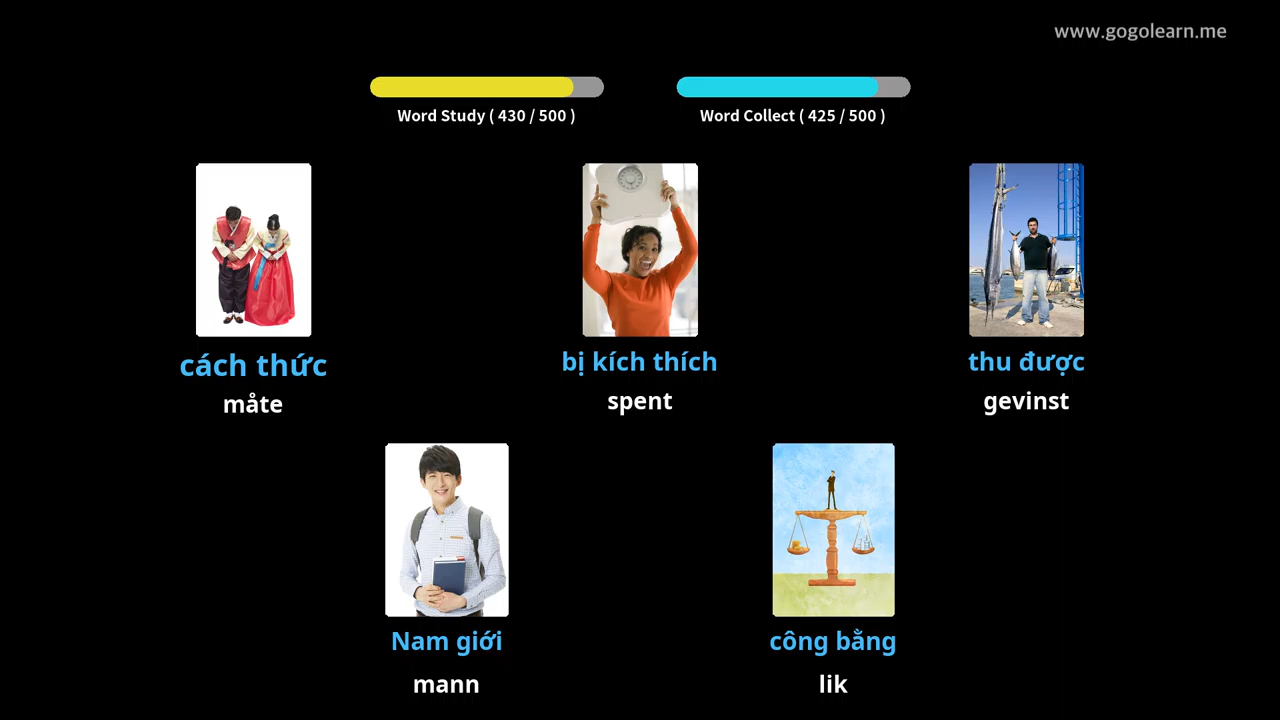 www.gogolearn.me
Word Study ( 430 / 500 )
Word Collect ( 425 / 500 )
cách thức
måte
bị kích thích
spent
thu được
gevinst
Nam giới
mann
công bằng
lik